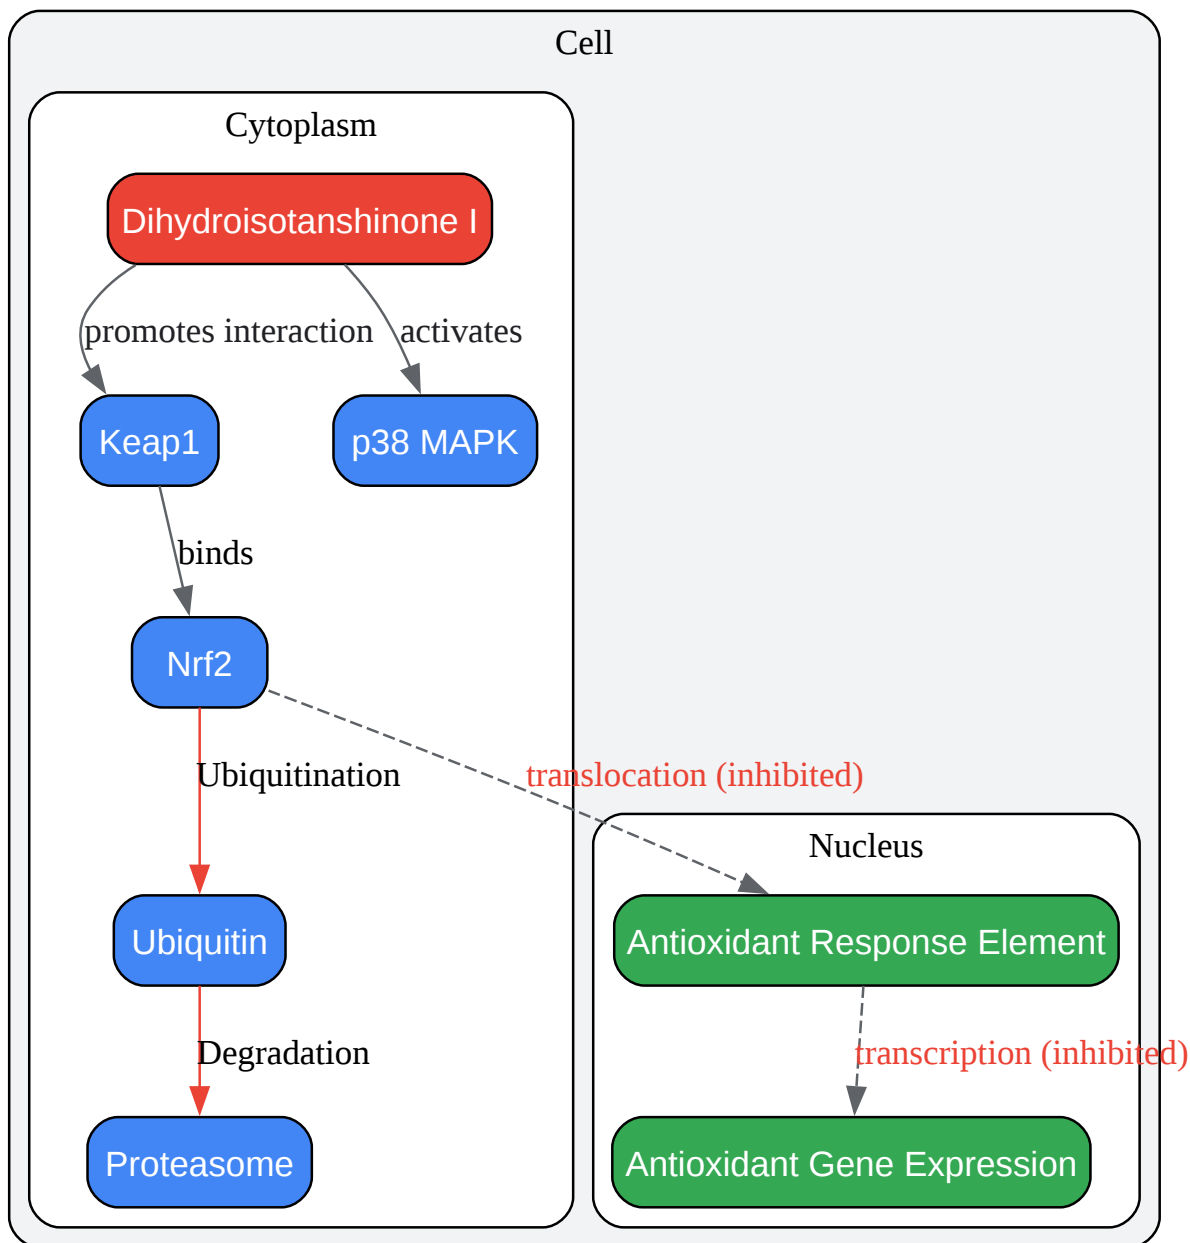 Cell
Cytoplasm
Dihydroisotanshinone I
promotes interaction
activates
Keap1
p38 MAPK
binds
Nrf2
Ubiquitination
translocation (inhibited)
Nucleus
Ubiquitin
Antioxidant Response Element
Degradation
transcription (inhibited)
Proteasome
Antioxidant Gene Expression